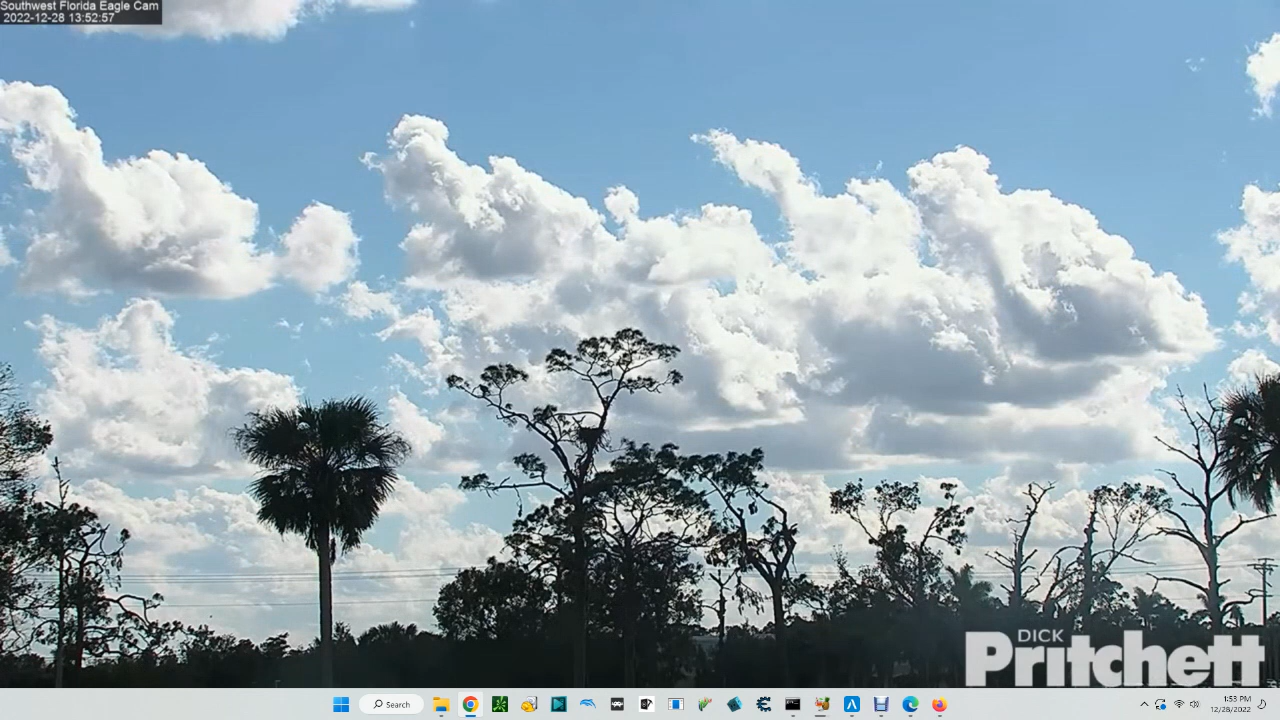 Southwest Florida Eagle Cam
2022-12-28 13:52:57
DICK
Pritchett
Search
1:53 PM
12/28/2022